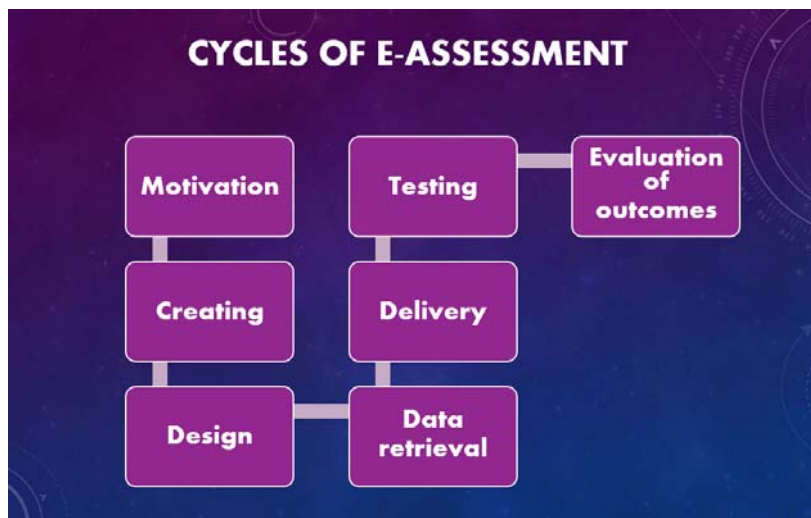 CYCLES OF E-ASSESSMENT
Motivation
Creating
Design
Data
retrieval
Delivery
Testing
Evaluation
of
outcomes